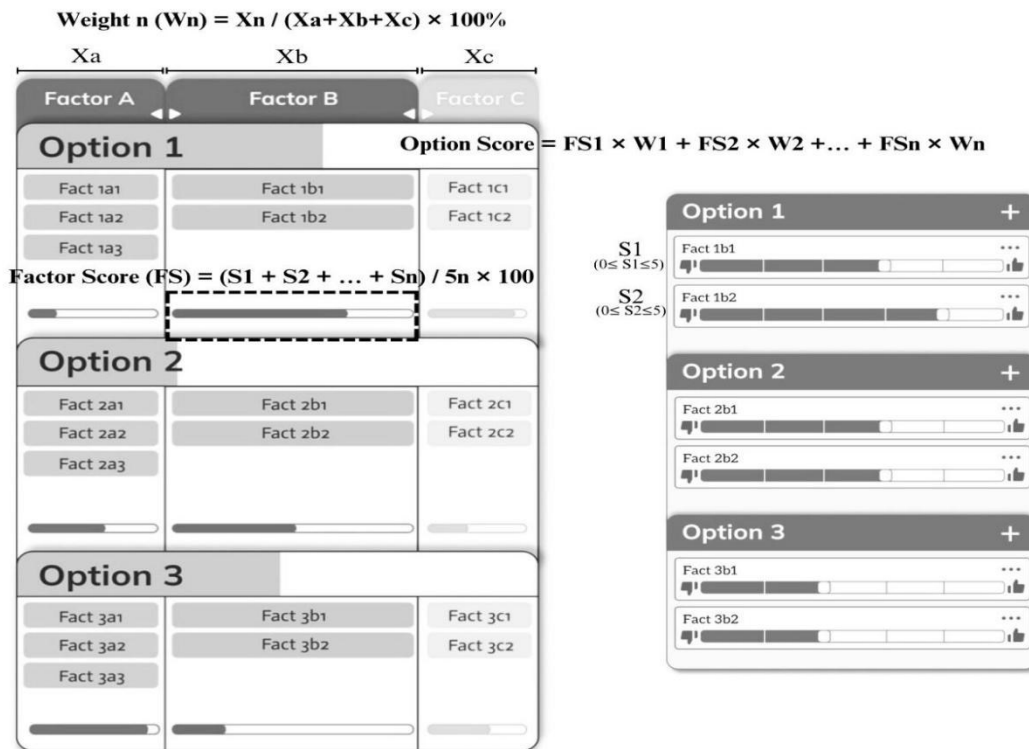 Weight n (Wn) = Xn / (Xa+Xb+Xc) × 100%
Xa Xb Xc
Factor A Factor B Factor C
Option 1
Option Score = FS1 × W1 + FS2 × W2 +... + FSn × Wn
Fact 1a1 Fact 1b1 Fact 1c1
Fact 1a2 Fact 1b2 Fact 1c2
Fact 1a3
Factor Score (FS) = (S1 + S2 + ... + Sn) / 5n × 100
Option 2
Fact 2a1 Fact 2b1 Fact 2c1
Fact 2a2 Fact 2b2 Fact 2c2
Fact 2a3
Option 3
Fact 3a1 Fact 3b1 Fact 3c1
Fact 3a2 Fact 3b2 Fact 3c2
Fact 3a3
Option 1 +
S1 Fact 1b1
(0≤ S1≤5)
S2 Fact 1b2
(0≤ S2≤5)
Option 2 +
Fact 2b1
Fact 2b2
Option 3 +
Fact 3b1
Fact 3b2